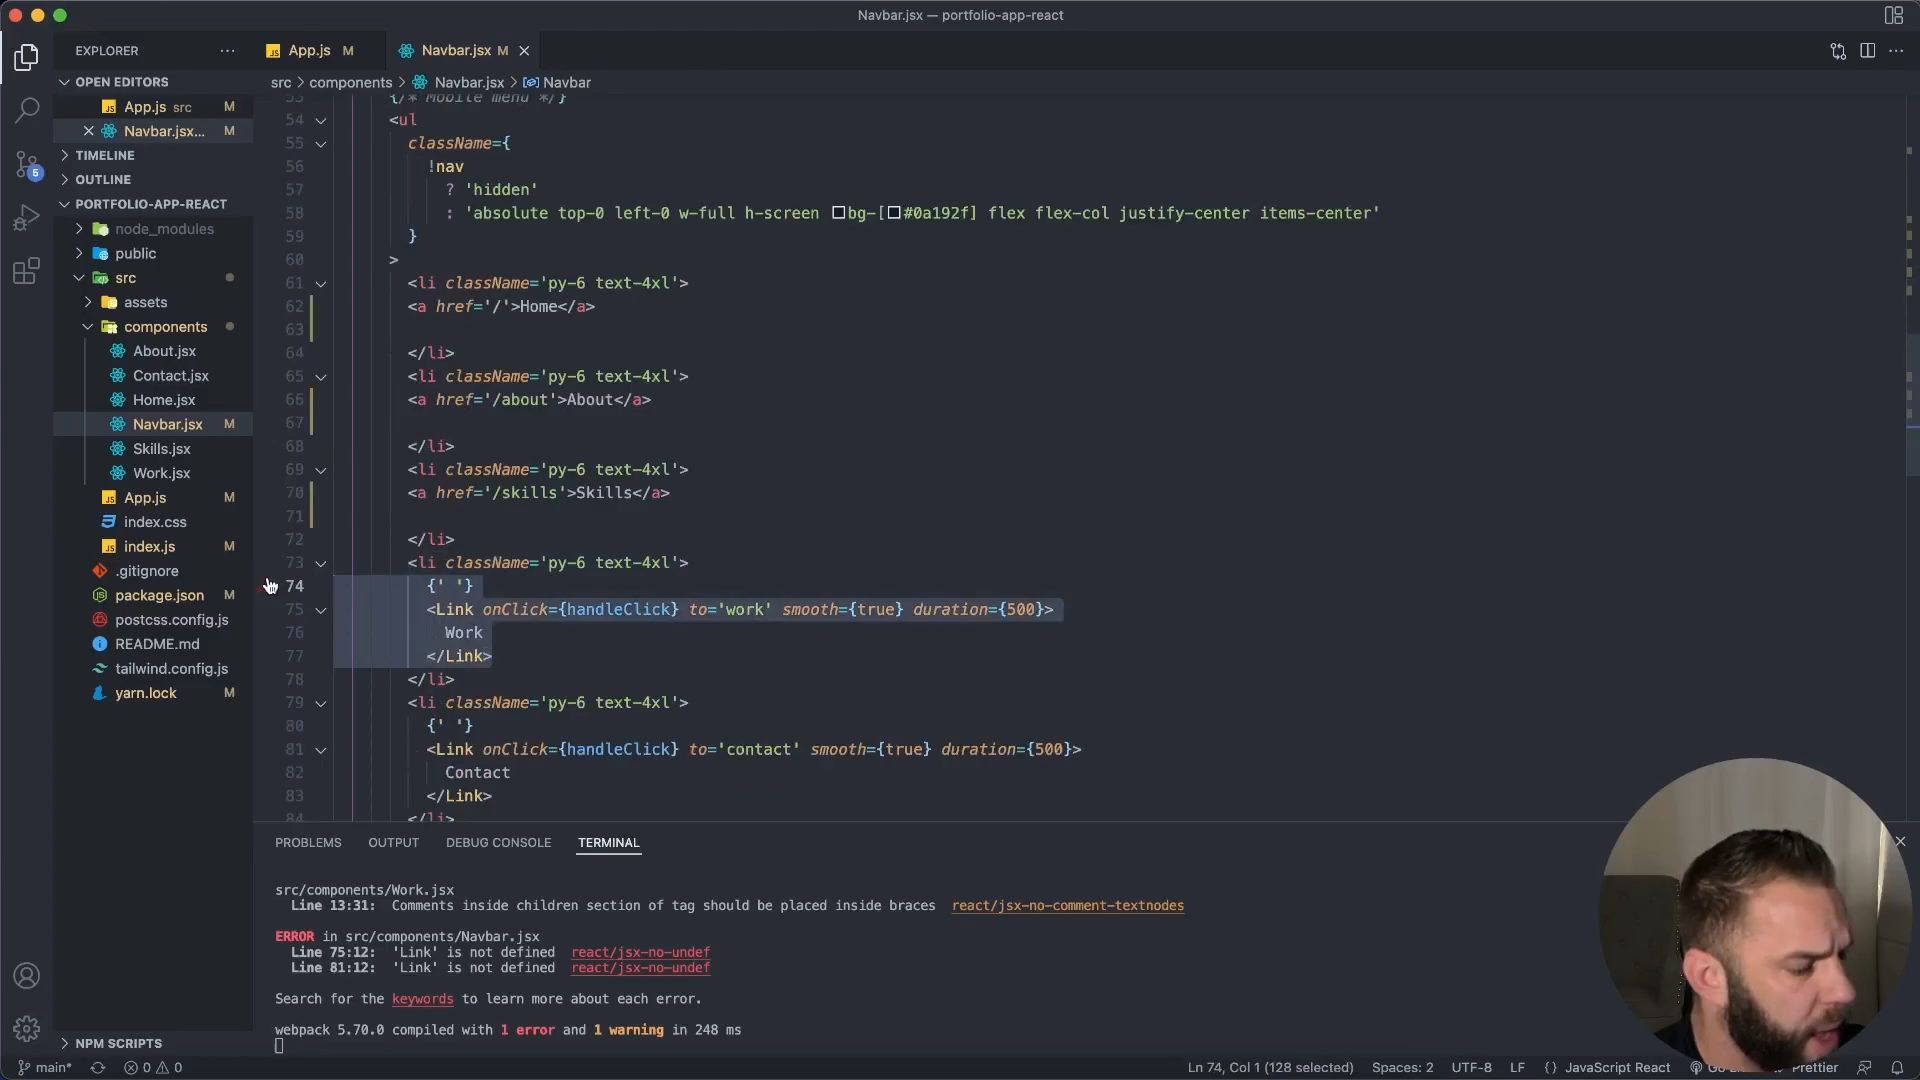 Navbar.jsx — portfolio-app-react
EXPLORER
App.js M
Navbar.jsx M
src > components > Navbar.jsx > Navbar
OPEN EDITORS
App.js src M
Navbar.jsx... M
TIMELINE
OUTLINE
PORTFOLIO-APP-REACT
node_modules
public
src
assets
components
About.jsx
Contact.jsx
Home.jsx
Navbar.jsx M
Skills.jsx
Work.jsx
App.js M
index.css
index.js M
.gitignore
package.json M
postcss.config.js
README.md
tailwind.config.js
yarn.lock M
NPM SCRIPTS
5
53 {/* Mobile menu */}
54 <ul
55 className={
56 !nav
57 ? 'hidden'
58 : 'absolute top-0 left-0 w-full h-screen bg-[#0a192f] flex flex-col justify-center items-center'
59 }
60 >
61 <li className='py-6 text-4xl'>
62 <a href='/'>Home</a>
63
64 </li>
65 <li className='py-6 text-4xl'>
66 <a href='/about'>About</a>
67
68 </li>
69 <li className='py-6 text-4xl'>
70 <a href='/skills'>Skills</a>
71
72 </li>
73 <li className='py-6 text-4xl'>
74 {' '}
75 <Link onClick={handleClick} to='work' smooth={true} duration={500}>
76 Work
77 </Link>
78 </li>
79 <li className='py-6 text-4xl'>
80 {' '}
81 <Link onClick={handleClick} to='contact' smooth={true} duration={500}>
82 Contact
83 </Link>
84 </li>
PROBLEMS OUTPUT DEBUG CONSOLE TERMINAL
src/components/Work.jsx
Line 13:31: Comments inside children section of tag should be placed inside braces react/jsx-no-comment-textnodes
ERROR in src/components/Navbar.jsx
Line 75:12: 'Link' is not defined react/jsx-no-undef
Line 81:12: 'Link' is not defined react/jsx-no-undef
Search for the keywords to learn more about each error.
webpack 5.70.0 compiled with 1 error and 1 warning in 248 ms
main* 0 0 Ln 74, Col 1 (128 selected) Spaces: 2 UTF-8 LF {} JavaScript React Go Prettier